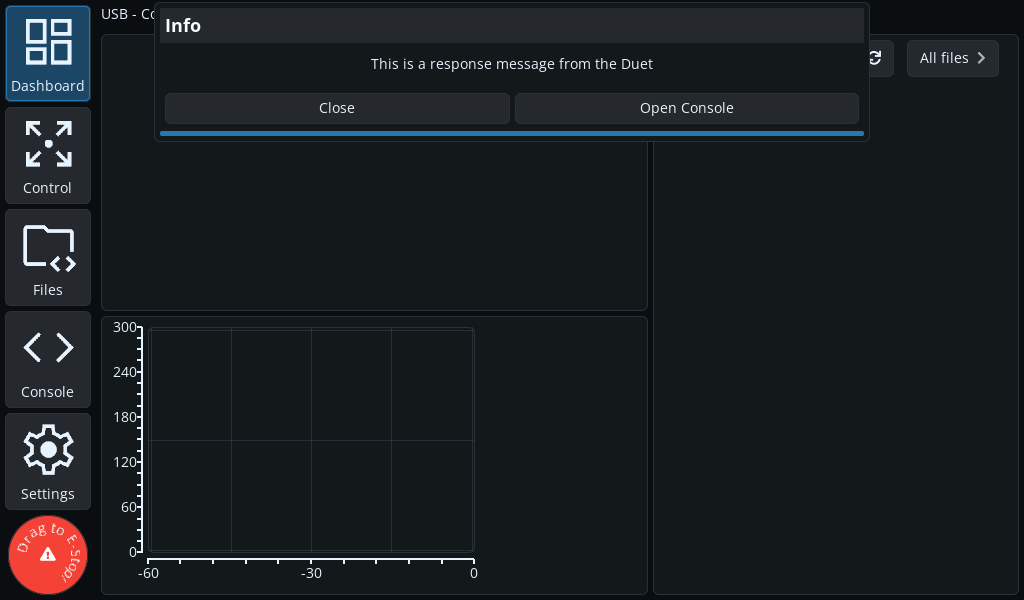 Dashboard
Control
Files
Console
Settings
Drag to E-Stop!
USB - Co
Info
This is a response message from the Duet
Close
Open Console
All files
300
240
180
120
60
0
-60
-30
0